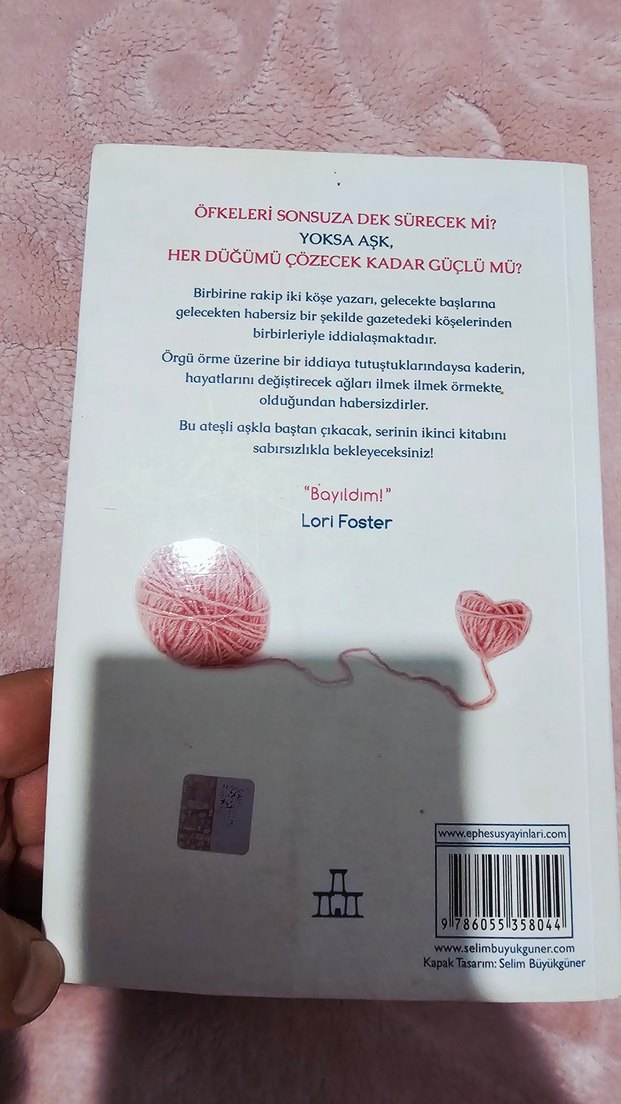 ÖFKELERİ SONSUZA DEK SÜRECEK Mİ?
YOKSA AŞK,
HER DÜĞÜMÜ ÇÖZECEK KADAR GÜÇLÜ MÜ?
Birbirine rakip iki köşe yazarı, gelecekte başlarına
gelecekten habersiz bir şekilde gazetedeki köşelerinden
birbirleriyle iddialaşmaktadır.
Örgü örme üzerine bir iddiaya tutuştuklarındaysa kaderin,
hayatlarını değiştirecek ağları ilmek ilmek örmekte
olduğundan habersizdirler.
Bu ateşli aşkla baştan çıkacak, serinin ikinci kitabını
sabırsızlıkla bekleyeceksiniz!
“Bayıldım!”
Lori Foster
www.ephesusyayinlari.com
9 786055 358044
www.selimbuyukguner.com
Kapak Tasarım: Selim Büyükgüner